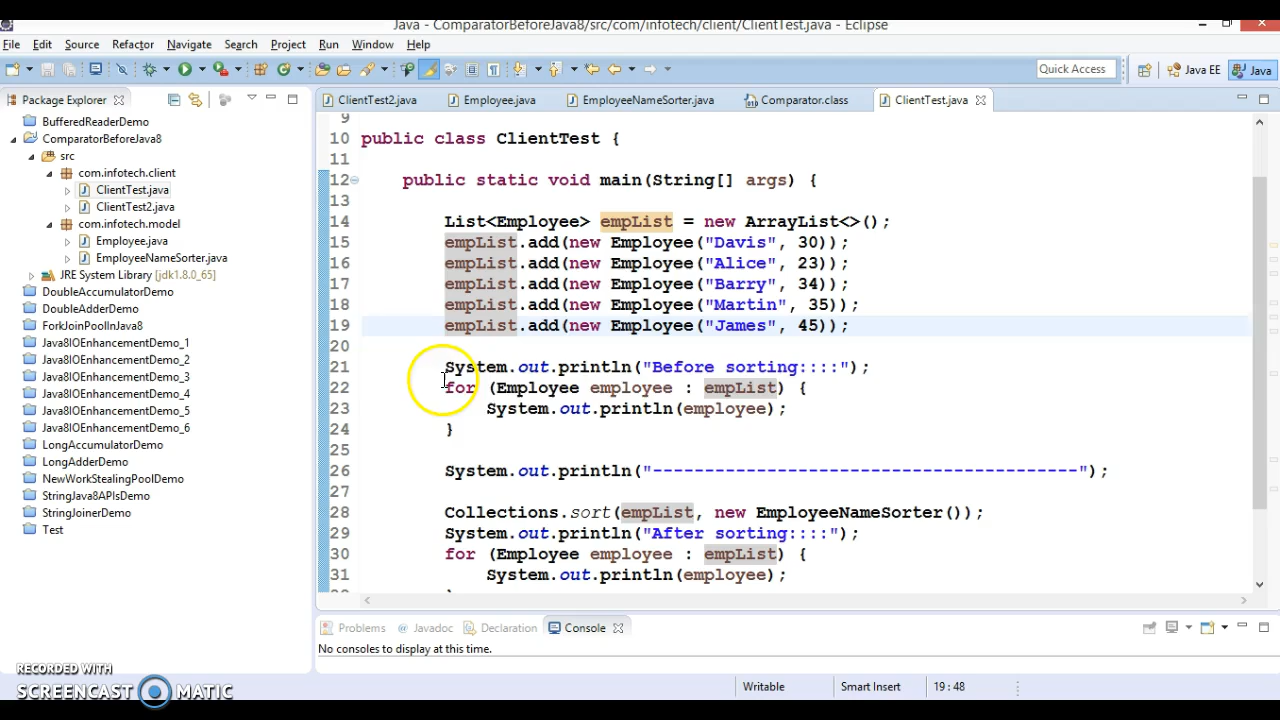 Java - ComparatorBeforeJava8/src/com/infotech/client/ClientTest.java - Eclipse
File Edit Source Refactor Navigate Search Project Run Window Help
Quick Access Java EE Java
Package Explorer
BufferedReaderDemo
ComparatorBeforeJava8
src
com.infotech.client
ClientTest.java
ClientTest2.java
com.infotech.model
Employee.java
EmployeeNameSorter.java
JRE System Library [jdk1.8.0_65]
DoubleAccumulatorDemo
DoubleAdderDemo
ForkJoinPoolInJava8
Java8IOEnhancementDemo_1
Java8IOEnhancementDemo_2
Java8IOEnhancementDemo_3
Java8IOEnhancementDemo_4
Java8IOEnhancementDemo_5
Java8IOEnhancementDemo_6
LongAccumulatorDemo
LongAdderDemo
NewWorkStealingPoolDemo
StringJava8APIsDemo
StringJoinerDemo
Test
ClientTest2.java Employee.java EmployeeNameSorter.java Comparator.class ClientTest.java
9
10 public class ClientTest {
11
12 public static void main(String[] args) {
13
14 List<Employee> empList = new ArrayList<>();
15 empList.add(new Employee("Davis", 30));
16 empList.add(new Employee("Alice", 23));
17 empList.add(new Employee("Barry", 34));
18 empList.add(new Employee("Martin", 35));
19 empList.add(new Employee("James", 45));
20
21 System.out.println("Before sorting::::");
22 for (Employee employee : empList) {
23 System.out.println(employee);
24 }
25
26 System.out.println("-----------------------------------------");
27
28 Collections.sort(empList, new EmployeeNameSorter());
29 System.out.println("After sorting::::");
30 for (Employee employee : empList) {
31 System.out.println(employee);
Problems Javadoc Declaration Console
No consoles to display at this time.
Writable Smart Insert 19 : 48
RECORDED WITH
SCREENCAST MATIC